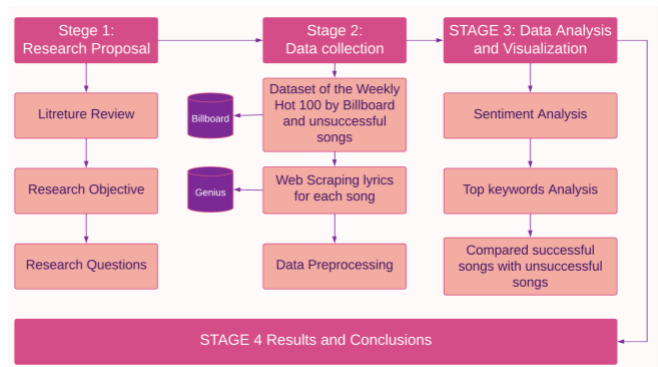 Stege 1:
Research Proposal
Litreture Review
Research Objective
Research Questions
Stage 2:
Data collection
Dataset of the Weekly
Hot 100 by Billboard
and unsuccessful
songs
Billboard
Web Scraping lyrics
for each song
Genius
Data Preprocessing
STAGE 3: Data Analysis
and Visualization
Sentiment Analysis
Top keywords Analysis
Compared successful
songs with unsuccessful
songs
STAGE 4 Results and Conclusions